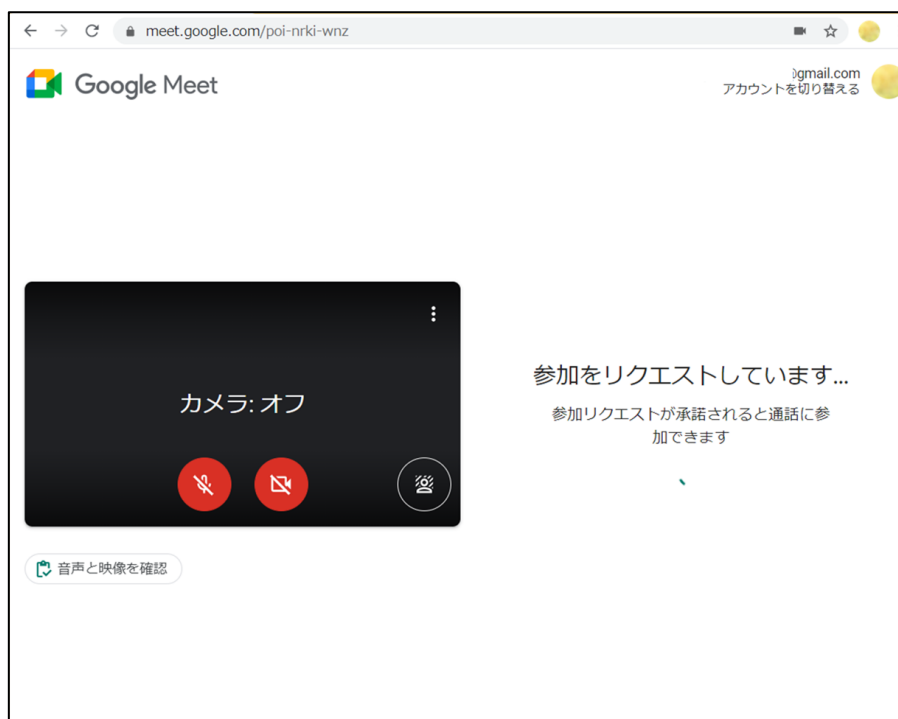 meet.google.com/poi-nrki-wnz
Google Meet
gmail.com
アカウントを切り替える
カメラ: オフ
参加をリクエストしています...
参加リクエストが承諾されると通話に参
加できます
音声と映像を確認